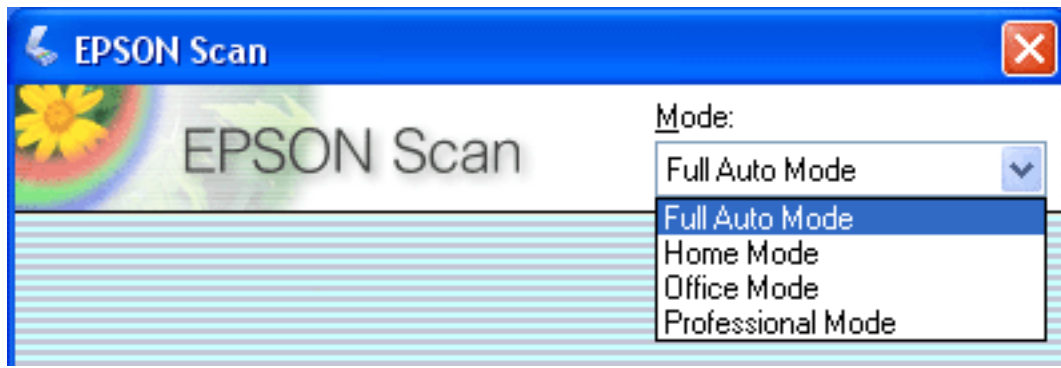 EPSON Scan
EPSON Scan
Mode:
Full Auto Mode
Full Auto Mode
Home Mode
Office Mode
Professional Mode